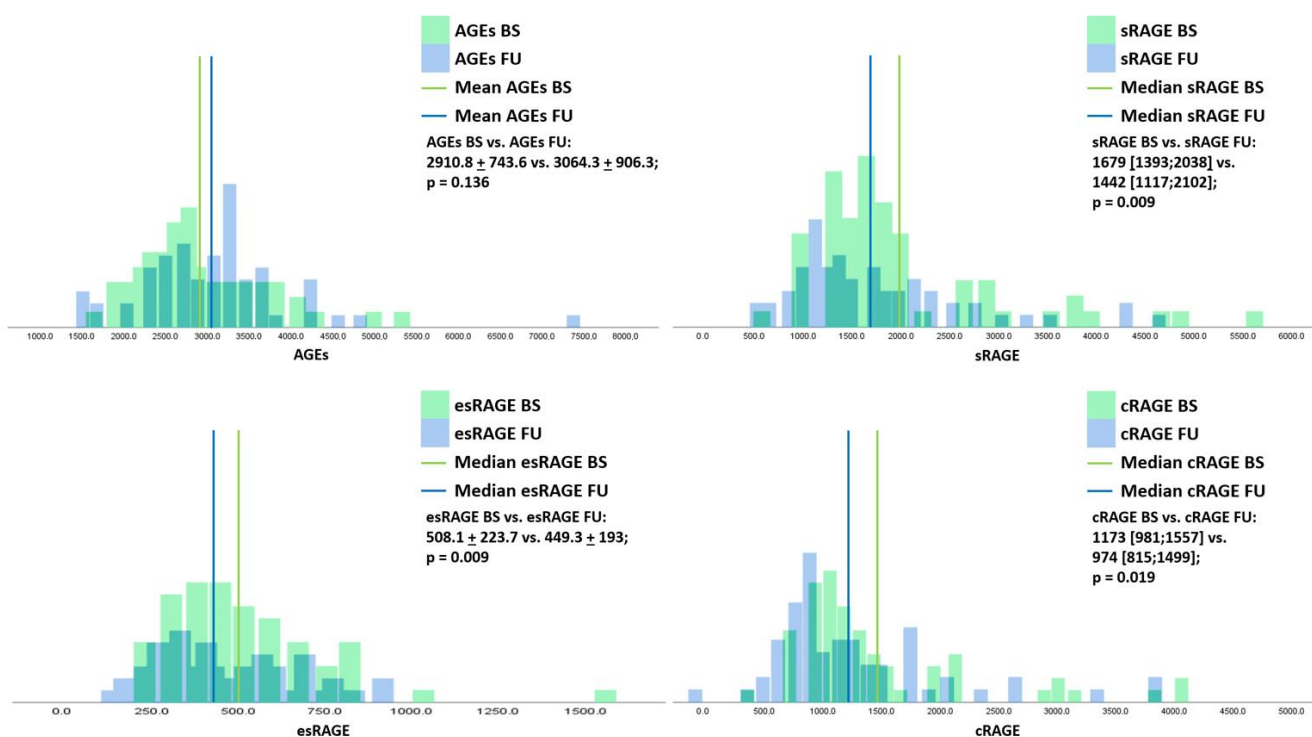 AGEs BS
AGEs FU
Mean AGEs BS
Mean AGEs FU
AGEs BS vs. AGEs FU:
2910.8 ± 743.6 vs. 3064.3 ± 906.3;
p = 0.136
1000.0 1500.0 2000.0 2500.0 3000.0 3500.0 4000.0 4500.0 5000.0 5500.0 6000.0 6500.0 7000.0 7500.0 8000.0
AGEs
sRAGE BS
sRAGE FU
Median sRAGE BS
Median sRAGE FU
sRAGE BS vs. sRAGE FU:
1679 [1393;2038] vs.
1442 [1117;2102];
p = 0.009
0.0 500.0 1000.0 1500.0 2000.0 2500.0 3000.0 3500.0 4000.0 4500.0 5000.0 5500.0 6000.0
sRAGE
esRAGE BS
esRAGE FU
Median esRAGE BS
Median esRAGE FU
esRAGE BS vs. esRAGE FU:
508.1 ± 223.7 vs. 449.3 ± 193;
p = 0.009
0.0 250.0 500.0 750.0 1000.0 1250.0 1500.0
esRAGE
cRAGE BS
cRAGE FU
Median cRAGE BS
Median cRAGE FU
cRAGE BS vs. cRAGE FU:
1173 [981;1557] vs.
974 [815;1499];
p = 0.019
0.0 500.0 1000.0 1500.0 2000.0 2500.0 3000.0 3500.0 4000.0 4500.0 5000.0
cRAGE